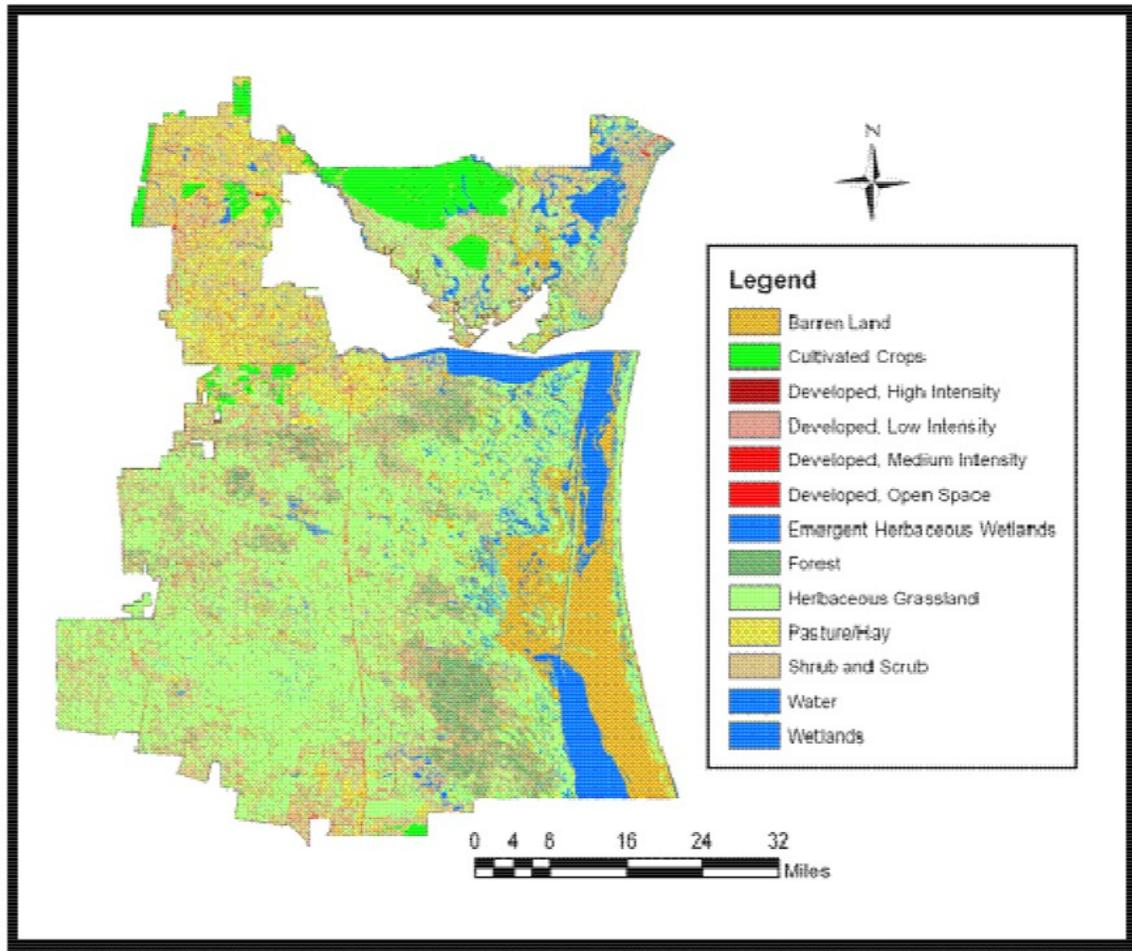 N
Legend
Barren Land
Cultivated Crops
Developed, High Intensity
Developed, Low Intensity
Developed, Medium Intensity
Developed, Open Space
Emergent Herbaceous Wetlands
Forest
Herbaceous Grassland
Pasture/Hay
Shrub and Scrub
Water
Wetlands
0 4 8 16 24 32
Miles